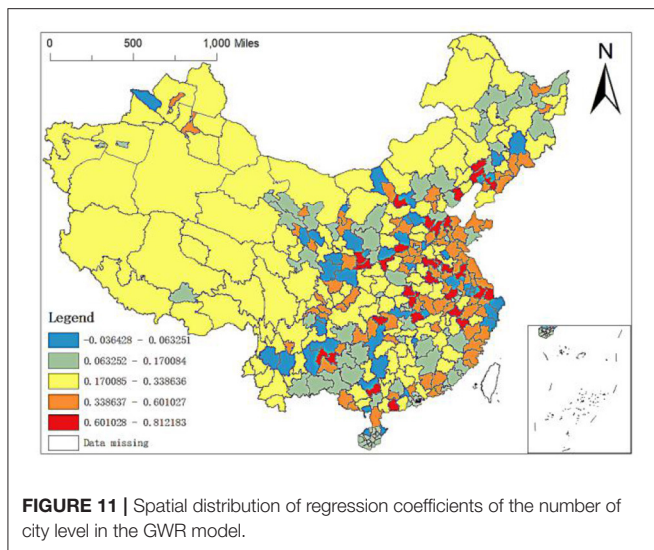 0 500 1,000 Miles
N
Legend
-0.036428 - 0.063251
0.063252 - 0.170084
0.170085 - 0.338636
0.338637 - 0.601027
0.601028 - 0.812183
Data missing
FIGURE 11 | Spatial distribution of regression coefficients of the number of
city level in the GWR model.